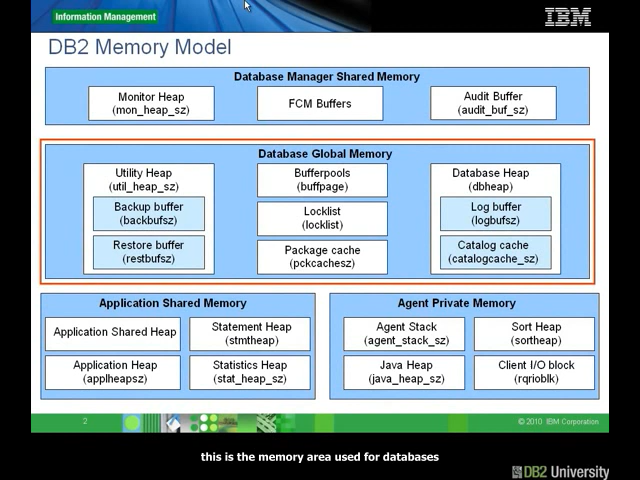 Information Management
IBM
DB2 Memory Model
Database Manager Shared Memory
Monitor Heap
(mon_heap_sz)
FCM Buffers
Audit Buffer
(audit_buf_sz)
Database Global Memory
Utility Heap
(util_heap_sz)
Backup buffer
(backbufsz)
Restore buffer
(restbufsz)
Bufferpools
(buffpage)
Locklist
(locklist)
Package cache
(pckcachesz)
Database Heap
(dbheap)
Log buffer
(logbufsz)
Catalog cache
(catalogcache_sz)
Application Shared Memory
Application Shared Heap
Statement Heap
(stmtheap)
Application Heap
(applheapsz)
Statistics Heap
(stat_heap_sz)
Agent Private Memory
Agent Stack
(agent_stack_sz)
Sort Heap
(sortheap)
Java Heap
(java_heap_sz)
Client I/O block
(rqrioblk)
2
© 2010 IBM Corporation
this is the memory area used for databases
DB2 University